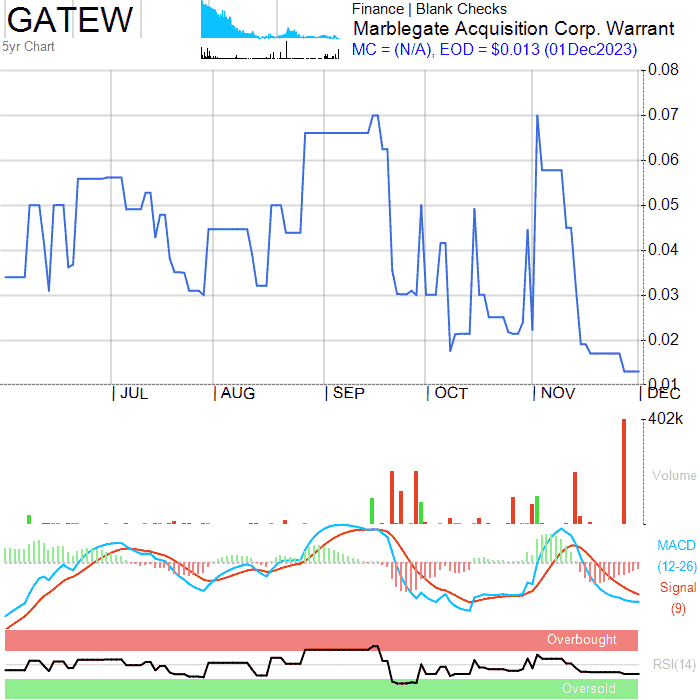 GATEW
5yr Chart
Finance | Blank Checks
Marblegate Acquisition Corp. Warrant
MC = (N/A), EOD = $0.013 (01Dec2023)
0.08
0.07
0.06
0.05
0.04
0.03
0.02
0.01
JUL
AUG
SEP
OCT
NOV
DEC
402k
Volume
MACD
(12-26)
Signal
(9)
Overbought
RSI(14)
Oversold